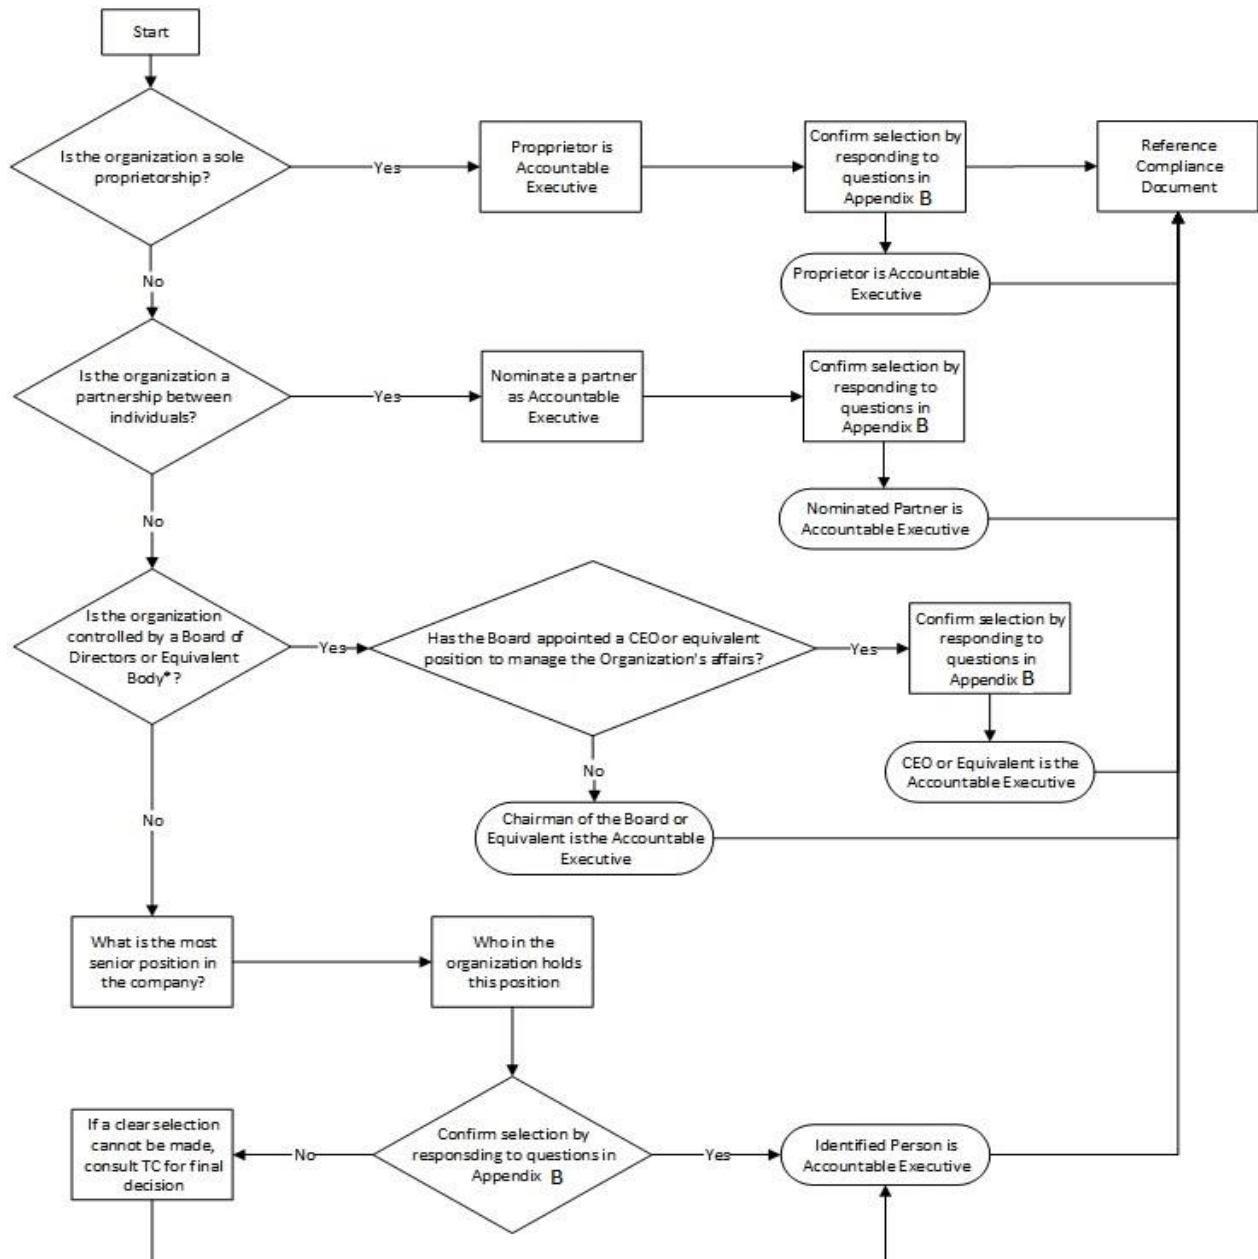 Start
Is the organization a sole
proprietorship?
Yes
Propprietor is
Accountable
Executive
Confirm selection by
responding to
questions in
Appendix B
Reference
Compliance
Document
Proprietor is Accountable
Executive
No
Is the organization a
partnership between
individuals?
Yes
Nominate a partner
as Accountable
Executive
Confirm selection by
responding to
questions in
Appendix B
Nominated Partner is
Accountable Executive
No
Is the organization
controlled by a Board of
Directors or Equivalent
Body*?
Yes
Has the Board appointed a CEO or equivalent
position to manage the Organization's affairs?
Yes
Confirm selection by
responding to
questions in
Appendix B
CEO or Equivalent is the
Accountable Executive
No
Chairman of the Board or
Equivalent is the Accountable
Executive
No
What is the most
senior position in
the company?
Who in the
organization holds
this position
Confirm selection by
responsding to questions in
Appendix B
No
If a clear selection
cannot be made,
consult TC for final
decision
Yes
Identified Person is
Accountable Executive